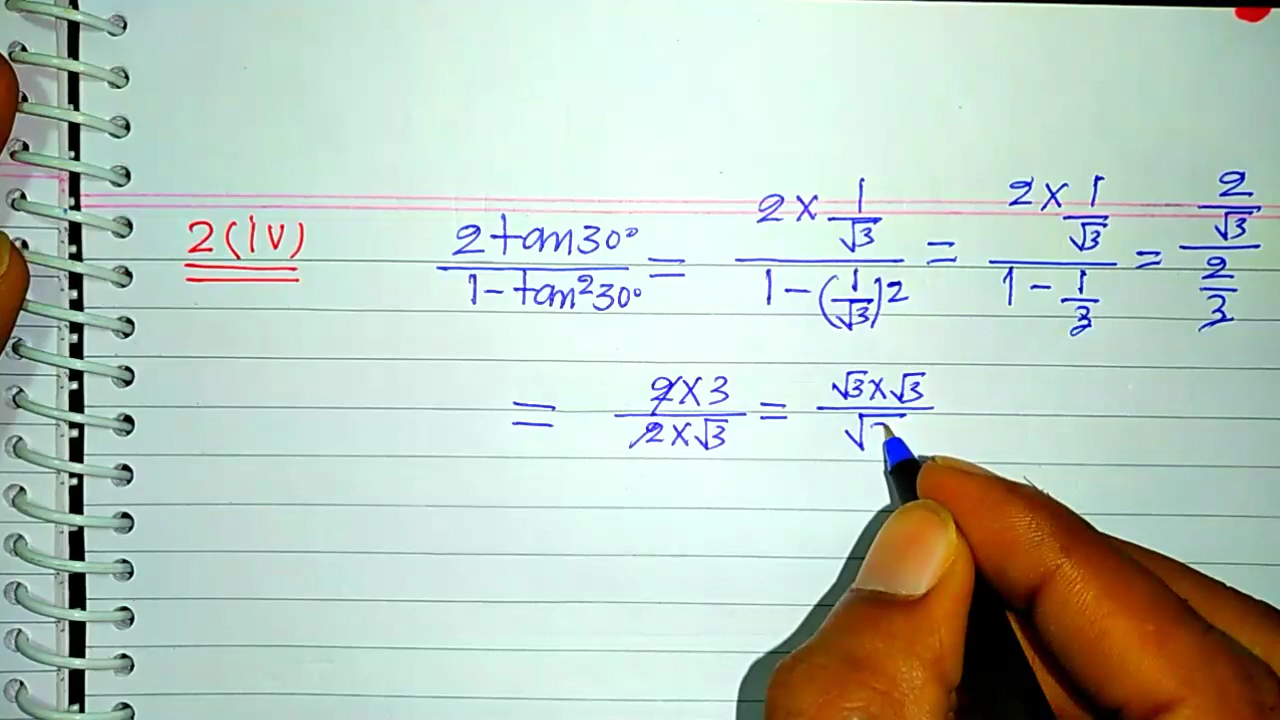 2(iv) 2tan30°/1-tan²30° = 2×1/√3 / 1-(1/√3)² = 2×1/√3 / 1-1/3 = 2/√3 / 2/3
= 2×3/2×√3 = √3×√3/√